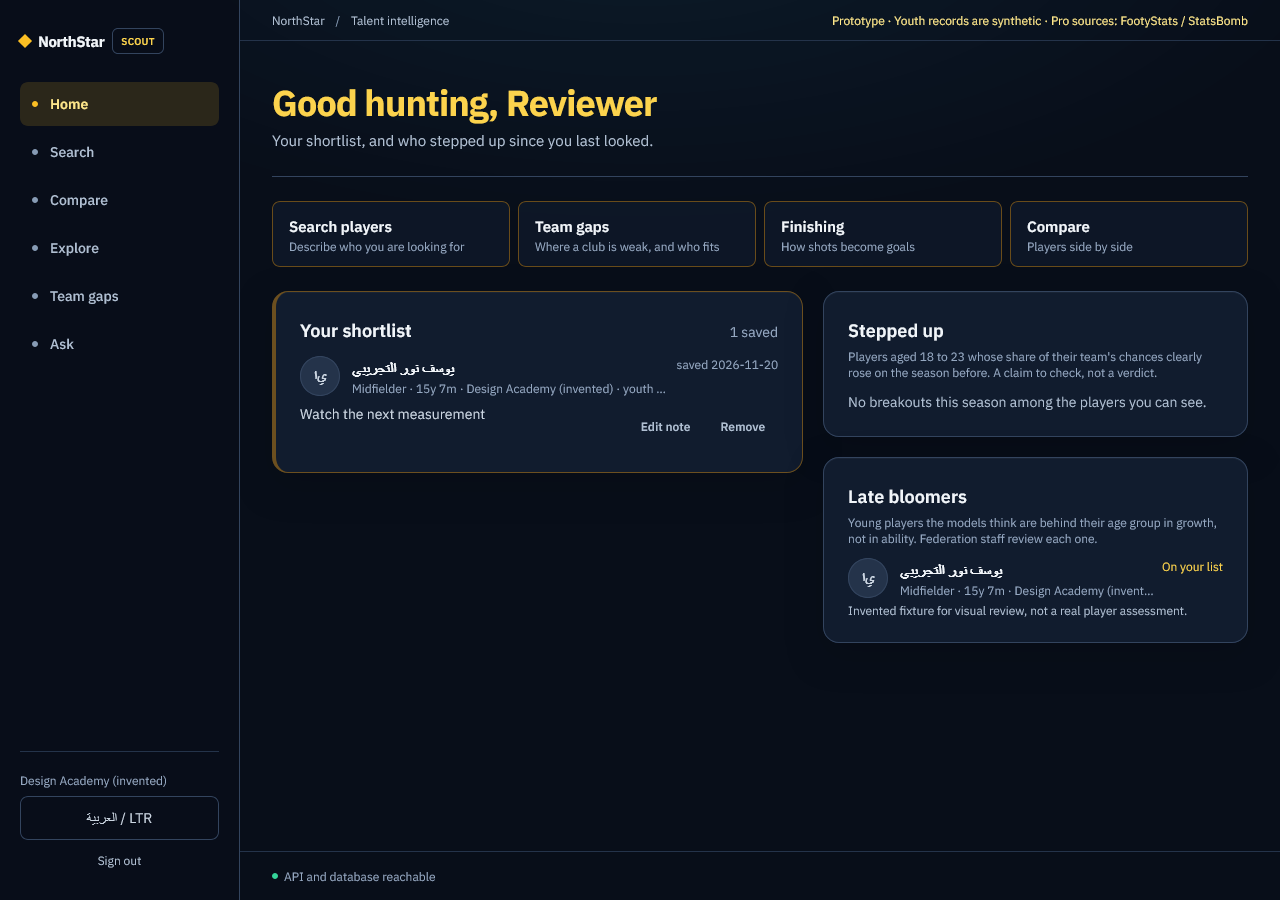 NorthStar SCOUT
Home
Search
Compare
Explore
Team gaps
Ask
Design Academy (invented)
العربية / LTR
Sign out
NorthStar / Talent intelligence
Prototype · Youth records are synthetic · Pro sources: FootyStats / StatsBomb
Good hunting, Reviewer
Your shortlist, and who stepped up since you last looked.
Search players
Describe who you are looking for
Team gaps
Where a club is weak, and who fits
Finishing
How shots become goals
Compare
Players side by side
Your shortlist
1 saved
يا
يوسف نور التجريبي
saved 2026-11-20
Midfielder · 15y 7m · Design Academy (invented) · youth ...
Watch the next measurement
Edit note
Remove
Stepped up
Players aged 18 to 23 whose share of their team's chances clearly
rose on the season before. A claim to check, not a verdict.
No breakouts this season among the players you can see.
Late bloomers
Young players the models think are behind their age group in growth,
not in ability. Federation staff review each one.
يا
يوسف نور التجريبي
On your list
Midfielder · 15y 7m · Design Academy (invent...
Invented fixture for visual review, not a real player assessment.
API and database reachable